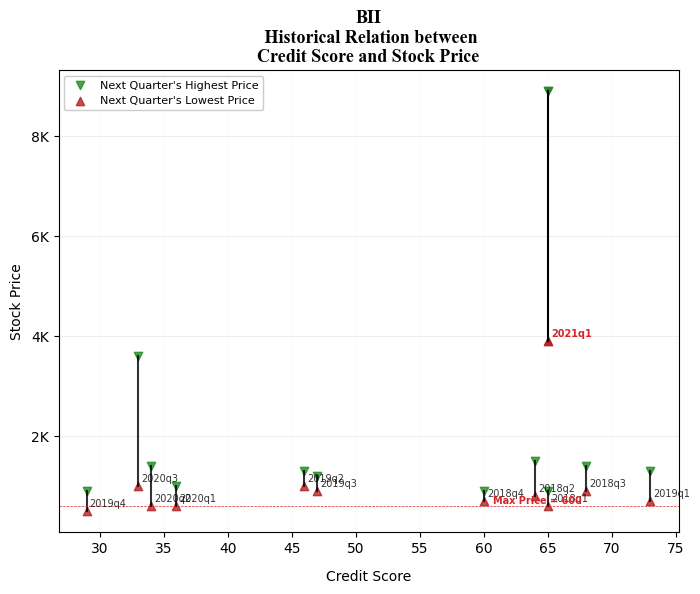 BII
Historical Relation between
Credit Score and Stock Price
Next Quarter's Highest Price
Next Quarter's Lowest Price
Stock Price
8K
6K
4K
2K
2021q1
2020q3
2019q4
2020q2
2020q1
2019q2
2019q3
2018q4
2018q2
2018q1
2018q3
2019q1
Max Price = 602
30
35
40
45
50
55
60
65
70
75
Credit Score